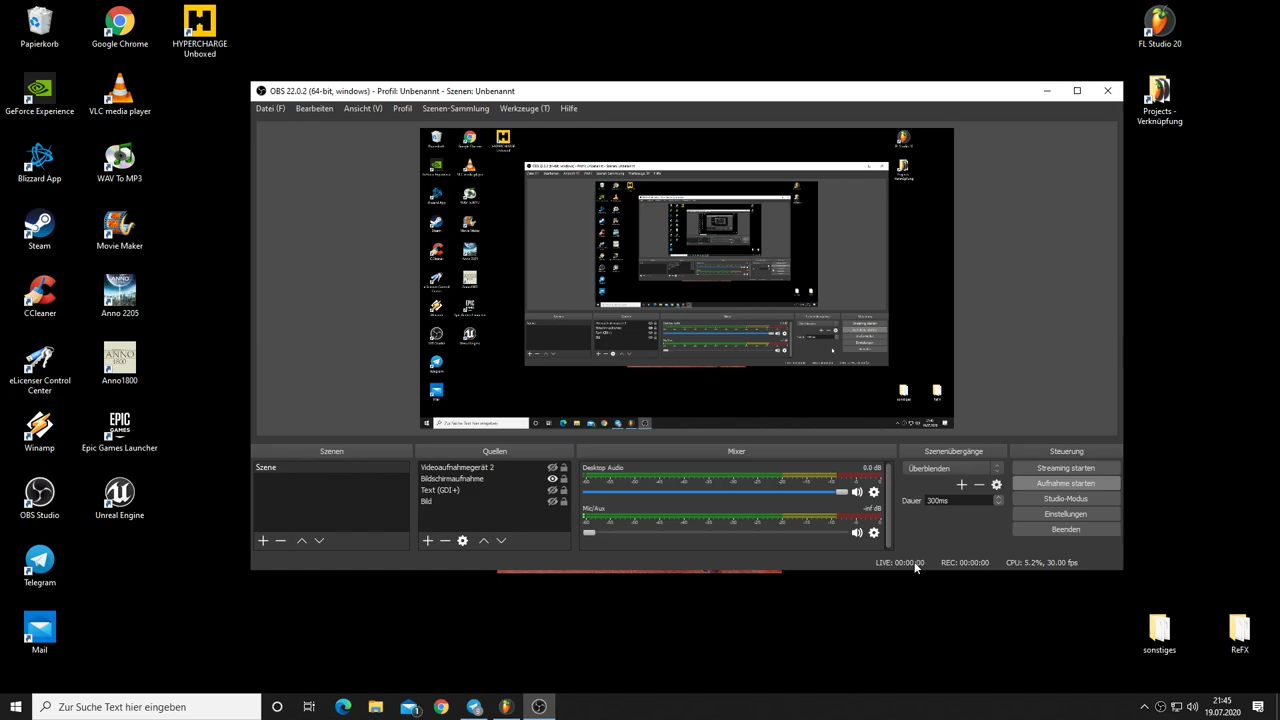 Papierkorb
Google Chrome
HYPERCHARGE
Unboxed
GeForce Experience
VLC media player
Blizzard App
WAV To MP3
Steam
Movie Maker
CCleaner
Anno 2205
eLicenser Control
Center
ANNO
1800
Anno1800
Winamp
EPIC
GAMES
Epic Games Launcher
OBS Studio
Unreal Engine
Telegram
Mail
FL Studio 20
Projects -
Verknüpfung
sonstiges
ReFX
OBS 22.0.2 (64-bit, windows) - Profil: Unbenannt - Szenen: Unbenannt
Datei (F) Bearbeiten Ansicht (V) Profil Szenen-Sammlung Werkzeuge (T) Hilfe
Szenen Quellen Mixer Szenenübergänge Steuerung
Szene
Videoaufnahmegerät 2
Bildschirmaufnahme
Text (GDI+)
Bild
Desktop Audio 0.0 dB
Mic/Aux -inf dB
Überblenden
Dauer 300ms
Streaming starten
Aufnahme starten
Studio-Modus
Einstellungen
Beenden
LIVE: 00:00:00 REC: 00:00:00 CPU: 5.2%, 30.00 fps
Zur Suche Text hier eingeben
21:45
19.07.2020